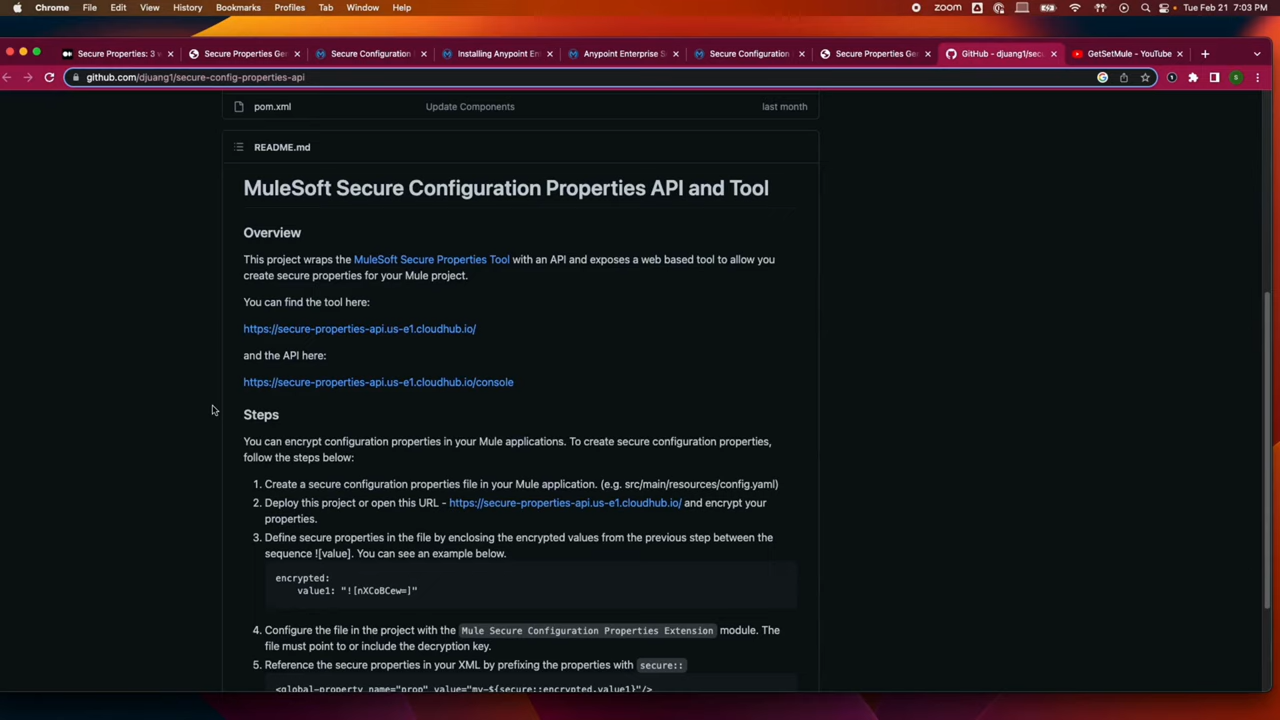 Chrome File Edit View History Bookmarks Profiles Tab Window Help zoom Tue Feb 21 7:03 PM
Secure Properties: 3 w Secure Properties Ger Secure Configuration Installing Anypoint En Anypoint Enterprise S Secure Configuration Secure Properties Ge GitHub - djuang1/secu GetSetMule - YouTube
github.com/djuang1/secure-config-properties-api
pom.xml Update Components last month
README.md
MuleSoft Secure Configuration Properties API and Tool
Overview
This project wraps the MuleSoft Secure Properties Tool with an API and exposes a web based tool to allow you
create secure properties for your Mule project.
You can find the tool here:
https://secure-properties-api.us-e1.cloudhub.io/
and the API here:
https://secure-properties-api.us-e1.cloudhub.io/console
Steps
You can encrypt configuration properties in your Mule applications. To create secure configuration properties,
follow the steps below:
1. Create a secure configuration properties file in your Mule application. (e.g. src/main/resources/config.yaml)
2. Deploy this project or open this URL - https://secure-properties-api.us-e1.cloudhub.io/ and encrypt your
properties.
3. Define secure properties in the file by enclosing the encrypted values from the previous step between the
sequence ![value]. You can see an example below.
encrypted:
value1: "![nXCoBCew=]"
4. Configure the file in the project with the Mule Secure Configuration Properties Extension module. The
file must point to or include the decryption key.
5. Reference the secure properties in your XML by prefixing the properties with secure::
<global-property name="prop" value="my-${secure::encrypted.value1}"/>